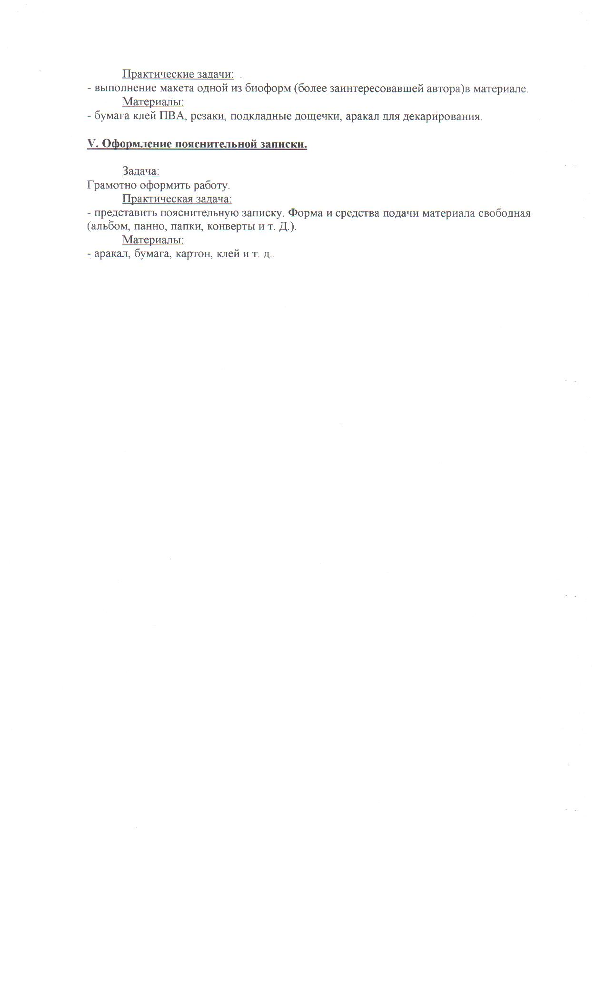 Практические задачи: .
- выполнение макета одной из биоформ (более заинтересовавшей автора)в материале.
Материалы:
- бумага клей ПВА, резаки, подкладные дощечки, аракал для декарирования.
V. Оформление пояснительной записки.
Задача:
Грамотно оформить работу.
Практическая задача:
- представить пояснительную записку. Форма и средства подачи материала свободная
(альбом, панно, папки, конверты и т. Д.).
Материалы:
- аракал, бумага, картон, клей и т. д..